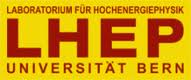 LABORATORIUM FÜR HOCHENERGIEPHYSIK
LHEP
UNIVERSITÄT BERN